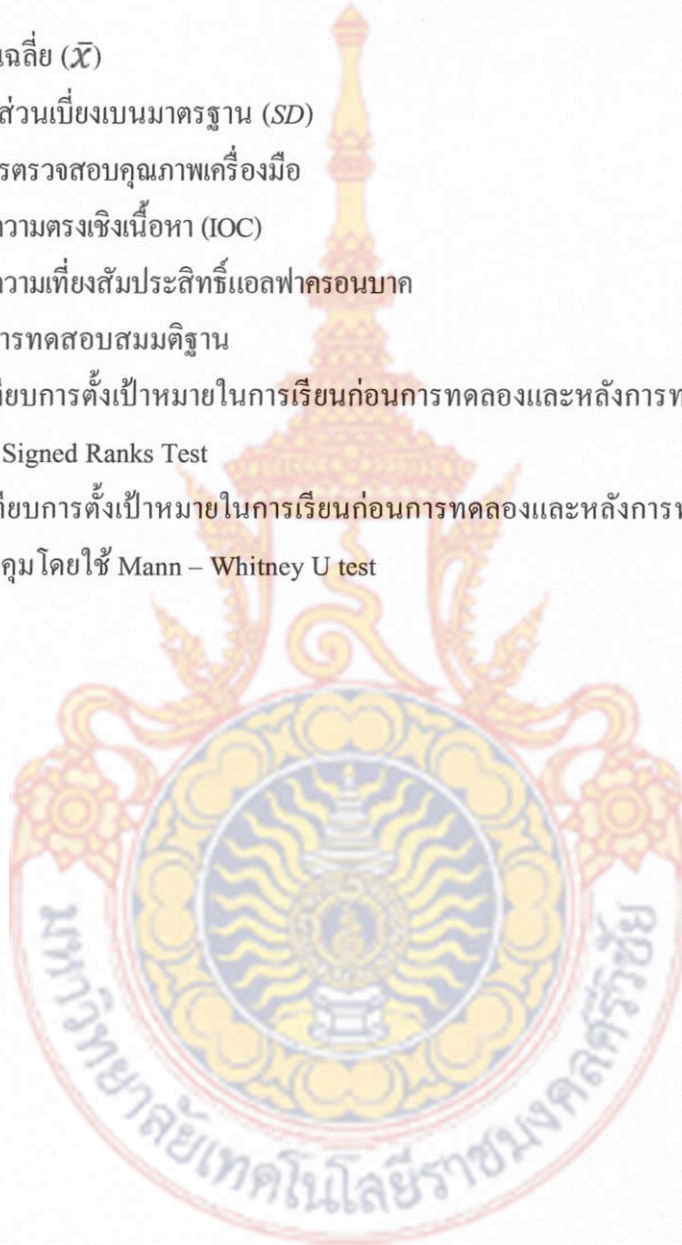 นเฉลี่ย (x̄)
ส่วนเบี่ยงเบนมาตรฐาน (SD)
รตรวจสอบคุณภาพเครื่องมือ
วามตรงเชิงเนื้อหา (IOC)
วามเที่ยงสัมประสิทธิ์แอลฟาครอนบาค
ารทดสอบสมมติฐาน
ทียบการตั้งเป้าหมายในการเรียนก่อนการทดลองและหลังการท
Signed Ranks Test
ทียบการตั้งเป้าหมายในการเรียนก่อนการทดลองและหลังการท
คุมโดยใช้ Mann – Whitney U test
มหาวิทยาลัยเทคโนโลยีราชมงคลศรีวิชัย